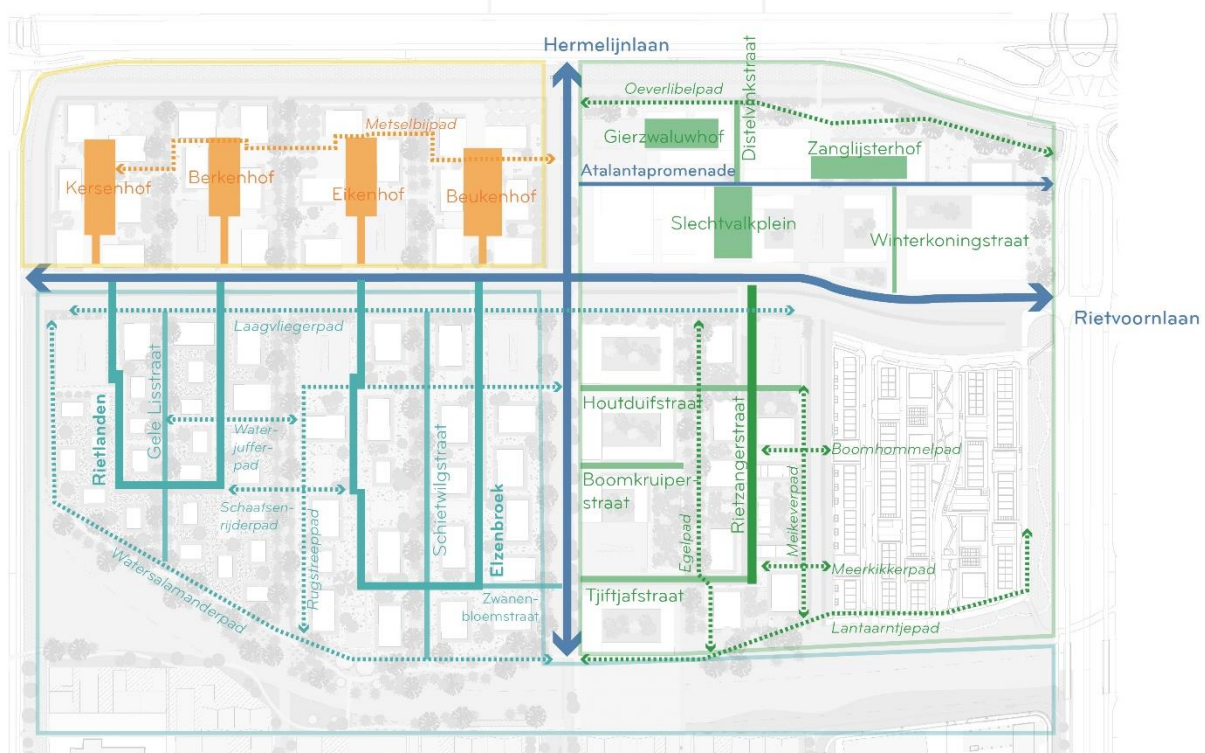 Hermelijnlaan
Distelvinkstraat
Oeverlibelpad
Metselbijpad
Gierzwaluwhof
Zanglijsterhof
Atalantapromenade
Kersenhof
Berkenhof
Eikenhof
Beukenhof
Slechtvalkplein
Winterkoningstraat
Rietvoornlaan
Laagvliegerpad
Rietlanden
Gele Lisstraat
Water-
juffer-
pad
Schaatsen-
rijderpad
Rugstreeppad
Watersalamanderpad
Schietwilgstraat
Elzenbroek
Zwanen-
bloemstraat
Houtduifstraat
Boomkruiper-
straat
Tjiftjafstraat
Egelpad
Rietzangerstraat
Meikeverpad
Boomhommelpad
Meerkikkerpad
Lantaarntjepad